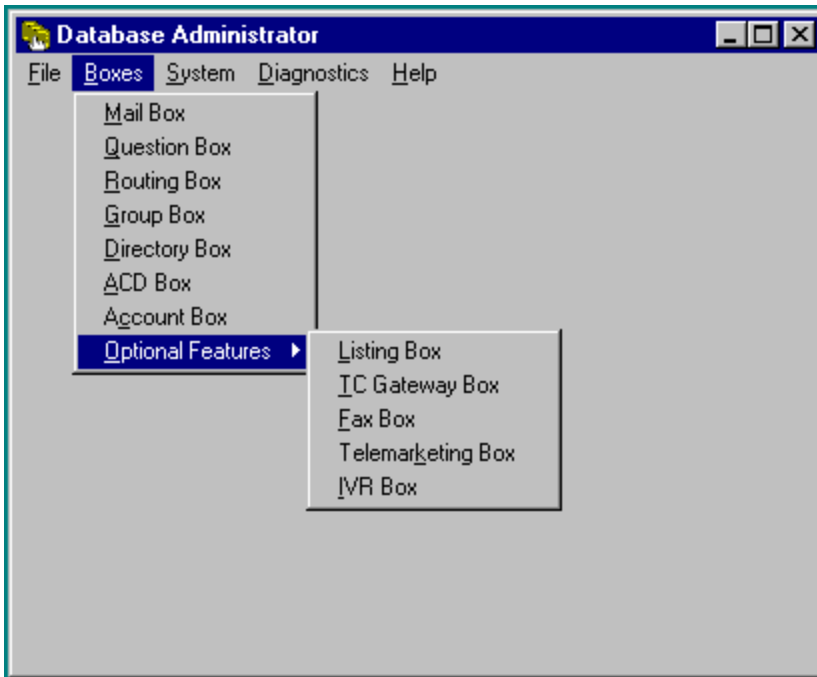 Database Administrator
File Boxes System Diagnostics Help
Mail Box
Question Box
Routing Box
Group Box
Directory Box
ACD Box
Account Box
Optional Features
Listing Box
TC Gateway Box
Fax Box
Telemarketing Box
IVR Box